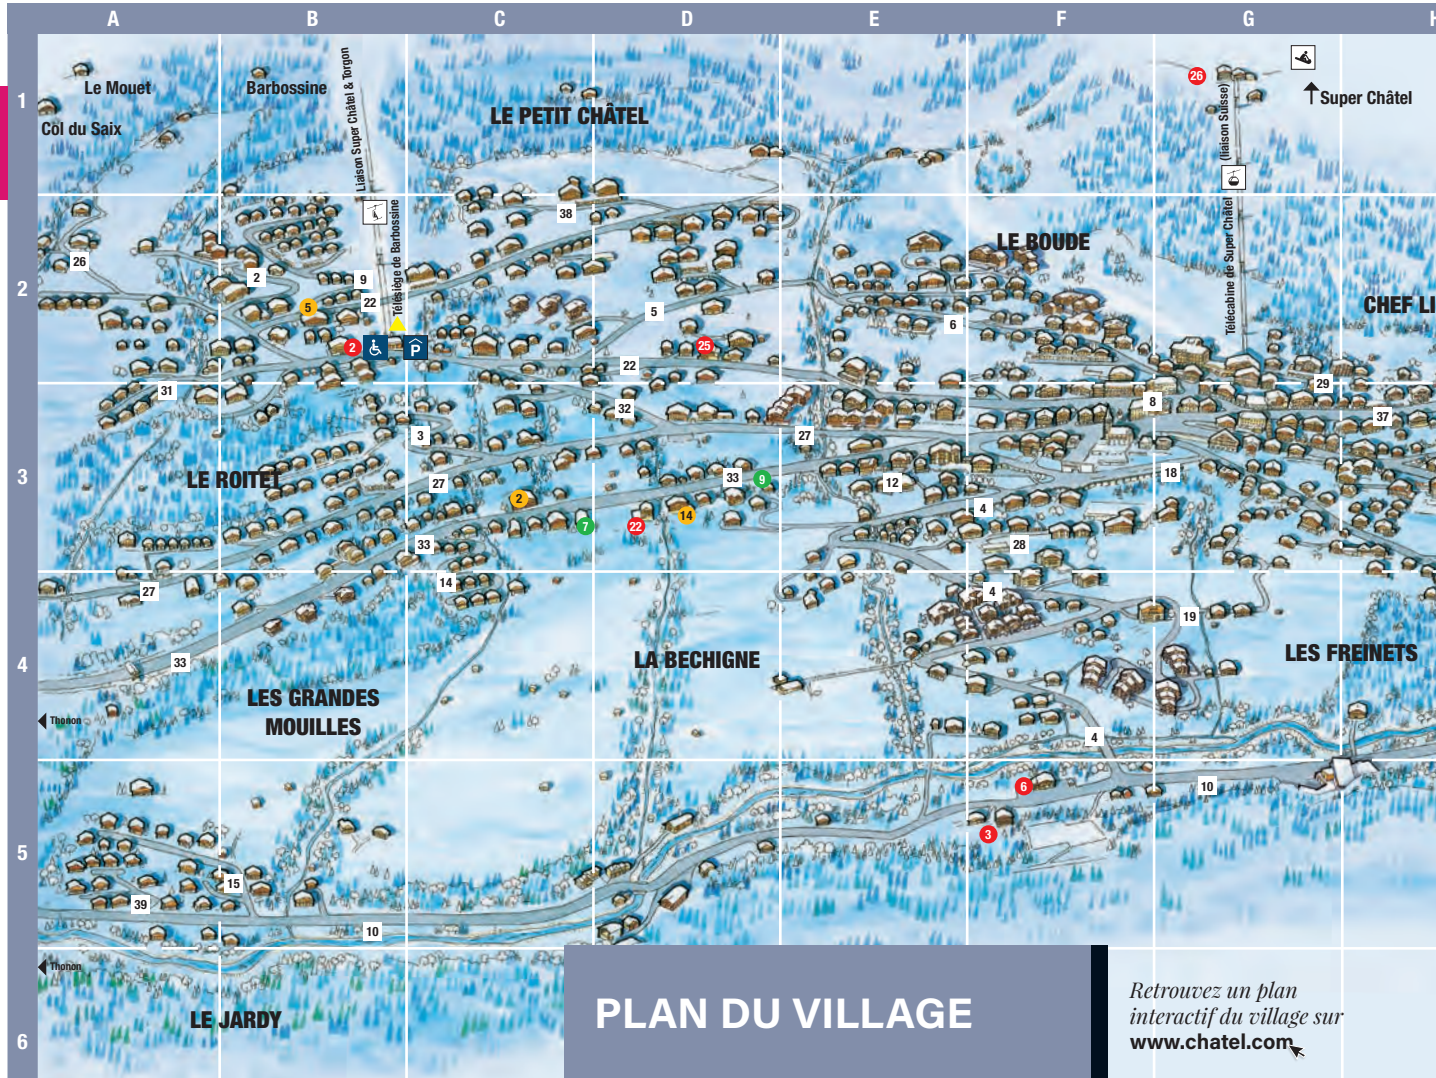 A B C D E F G H
1
Le Mouet
Barbossine
Col du Saix
Liaison Super Châtel & Torgon
LE PETIT CHÂTEL
26
(liaison Suisse)
Super Châtel
2
26
2
9
22
5
2
P
Télésiège de Barbossine
38
5
25
22
6
LE BOUDE
Télécabine de Super Châtel
CHEF LI
29
3
31
LE ROITET
3
27
2
33
7
32
33
9
22
14
27
12
4
28
8
18
37
4
27
33
14
Thonon
LES GRANDES
MOUILLES
LA BECHIGNE
4
19
4
LES FREINETS
5
39
15
10
6
3
10
6
Thonon
LE JARDY
PLAN DU VILLAGE
Retrouvez un plan
interactif du village sur
www.chatel.com